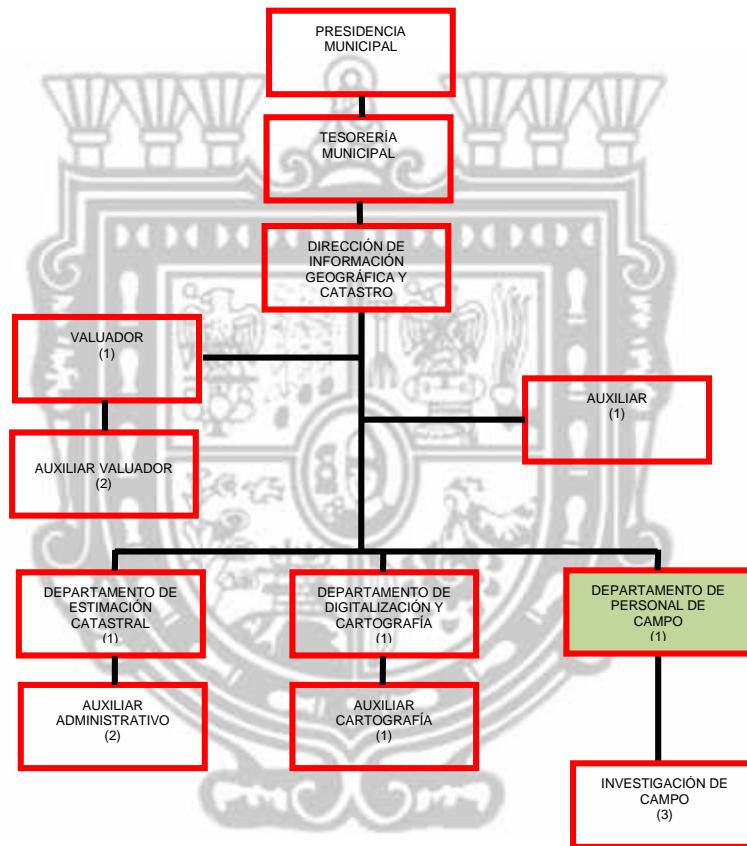 PRESIDENCIA
MUNICIPAL
TESORERÍA
MUNICIPAL
DIRECCIÓN DE
INFORMACIÓN
GEOGRÁFICA Y
CATASTRO
VALUADOR
(1)
AUXILIAR
(1)
AUXILIAR VALUADOR
(2)
DEPARTAMENTO DE
ESTIMACIÓN
CATASTRAL
(1)
DEPARTAMENTO DE
DIGITALIZACIÓN Y
CARTOGRAFÍA
(1)
DEPARTAMENTO DE
PERSONAL DE
CAMPO
(1)
AUXILIAR
ADMINISTRATIVO
(2)
AUXILIAR
CARTOGRAFÍA
(1)
INVESTIGACIÓN DE
CAMPO
(3)